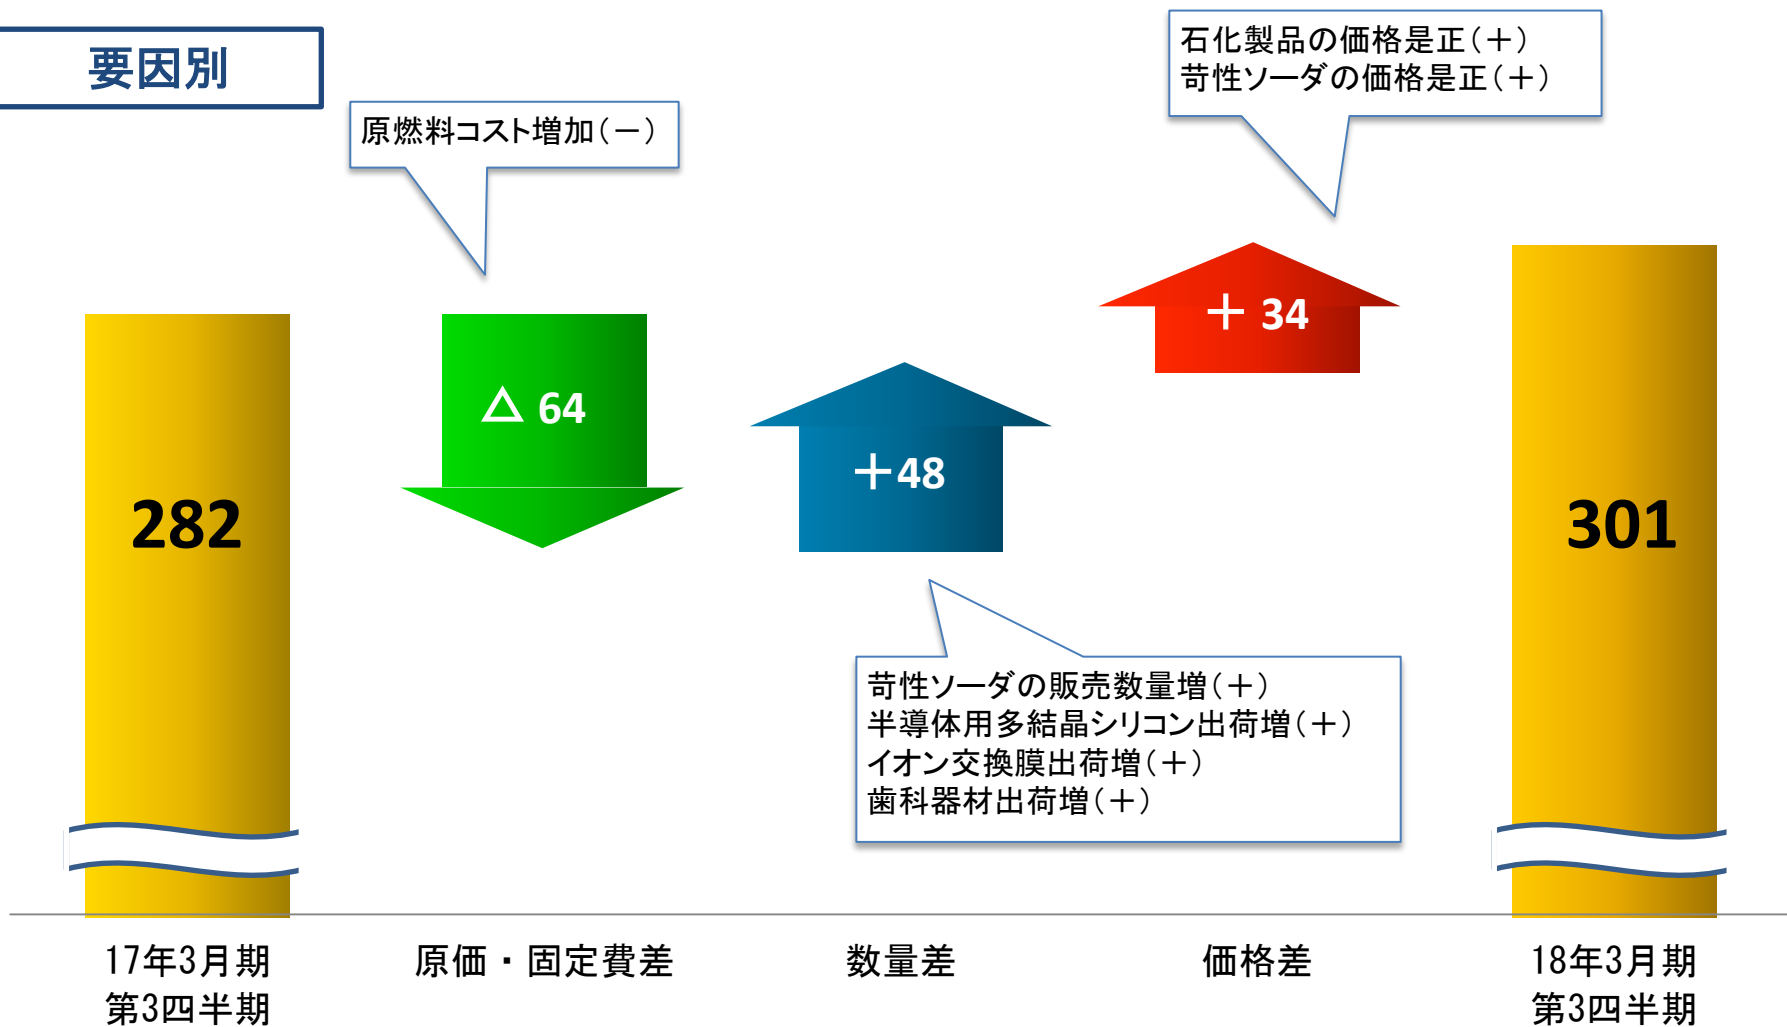 要因別
原燃料コスト増加(-)
石化製品の価格是正(+)
苛性ソーダの価格是正(+)
282
△ 64
+48
+ 34
301
苛性ソーダの販売数量増(+)
半導体用多結晶シリコン出荷増(+)
イオン交換膜出荷増(+)
歯科器材出荷増(+)
17年3月期
第3四半期
原価・固定費差
数量差
価格差
18年3月期
第3四半期